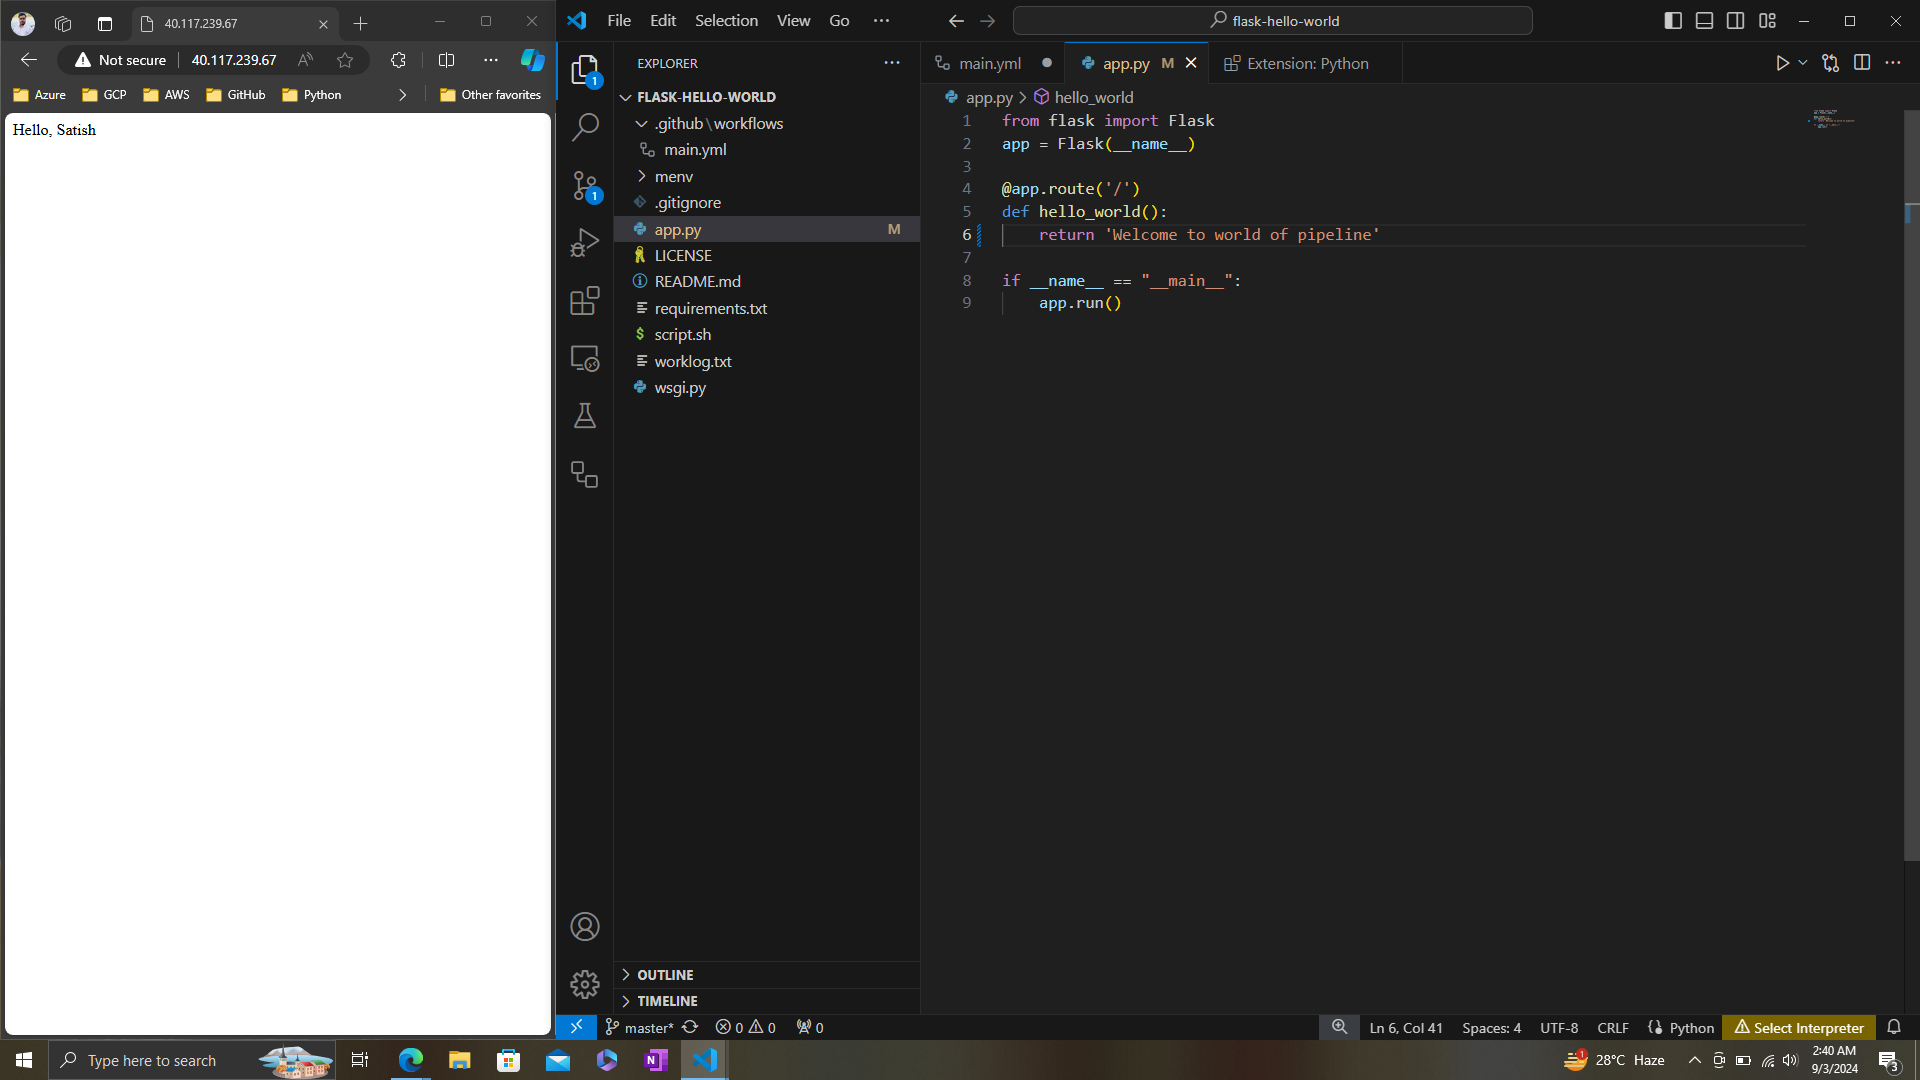 40.117.239.67
Not secure
40.117.239.67
Azure
GCP
AWS
GitHub
Python
Other favorites
Hello, Satish
File Edit Selection View Go
flask-hello-world
1
1
EXPLORER
FLASK-HELLO-WORLD
.github\workflows
main.yml
menv
.gitignore
app.py M
LICENSE
README.md
requirements.txt
script.sh
worklog.txt
wsgi.py
OUTLINE
TIMELINE
main.yml
app.py M
Extension: Python
app.py > hello_world
1 from flask import Flask
2 app = Flask(__name__)
3
4 @app.route('/')
5 def hello_world():
6 return 'Welcome to world of pipeline'
7
8 if __name__ == "__main__":
9 app.run()
master* 0 0 0
Ln 6, Col 41 Spaces: 4 UTF-8 CRLF Python Select Interpreter
Type here to search
1
28°C Haze
2:40 AM
9/3/2024
3